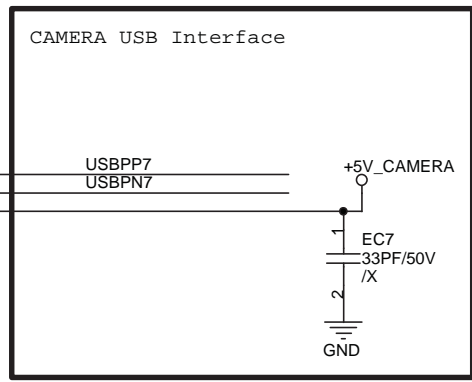 CAMERA USB Interface
USBPP7
USBPN7
+5V_CAMERA
1
EC7
33PF/50V
/X
2
GND